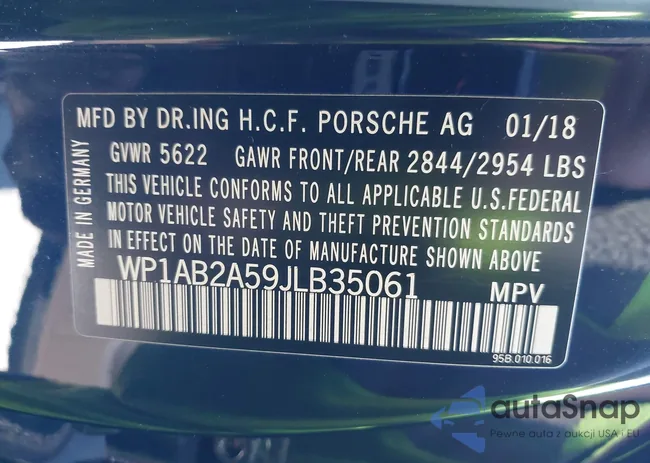 MFD BY DR.ING H.C.F. PORSCHE AG 01/18
GVWR 5622 GAWR FRONT/REAR 2844/2954 LBS
THIS VEHICLE CONFORMS TO ALL APPLICABLE U.S.FEDERAL
MOTOR VEHICLE SAFETY AND THEFT PREVENTION STANDARDS
IN EFFECT ON THE DATE OF MANUFACTURE SHOWN ABOVE
WP1AB2A59JLB35061 MPV
95B.010.016
MADE IN GERMANY
autaSnap
Pewne auta z aukcji USA i EU